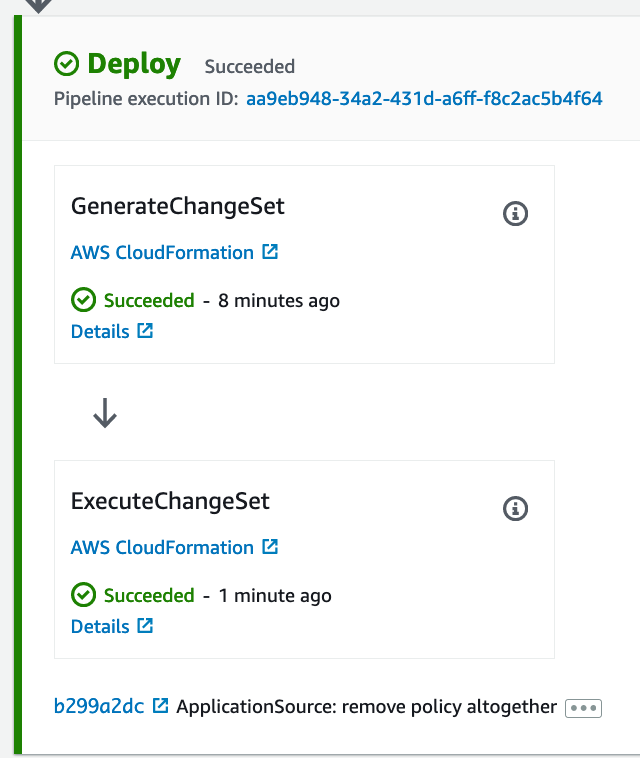 Deploy Succeeded
Pipeline execution ID: aa9eb948-34a2-431d-a6ff-f8c2ac5b4f64
GenerateChangeSet
AWS CloudFormation
Succeeded - 8 minutes ago
Details
ExecuteChangeSet
AWS CloudFormation
Succeeded - 1 minute ago
Details
b299a2dc ApplicationSource: remove policy altogether